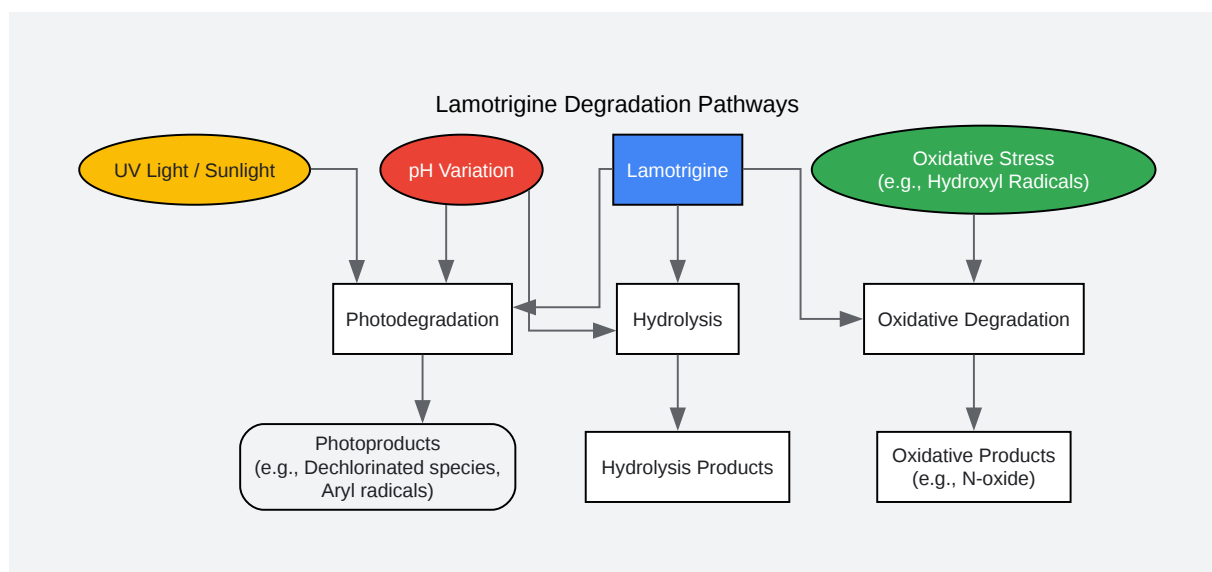 Lamotrigine Degradation Pathways
UV Light / Sunlight
pH Variation
Lamotrigine
Oxidative Stress
(e.g., Hydroxyl Radicals)
Photodegradation
Hydrolysis
Oxidative Degradation
Photoproducts
(e.g., Dechlorinated species,
Aryl radicals)
Hydrolysis Products
Oxidative Products
(e.g., N-oxide)